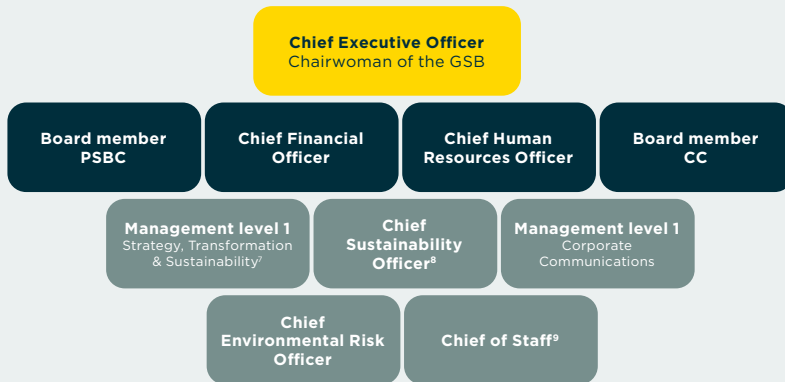 Chief Executive Officer
Chairwoman of the GSB
Board member
PSBC
Chief Financial
Officer
Chief Human
Resources Officer
Board member
CC
Management level 1
Strategy, Transformation
& Sustainability⁷
Chief
Sustainability
Officer⁸
Management level 1
Corporate
Communications
Chief
Environmental Risk
Officer
Chief of Staff⁹